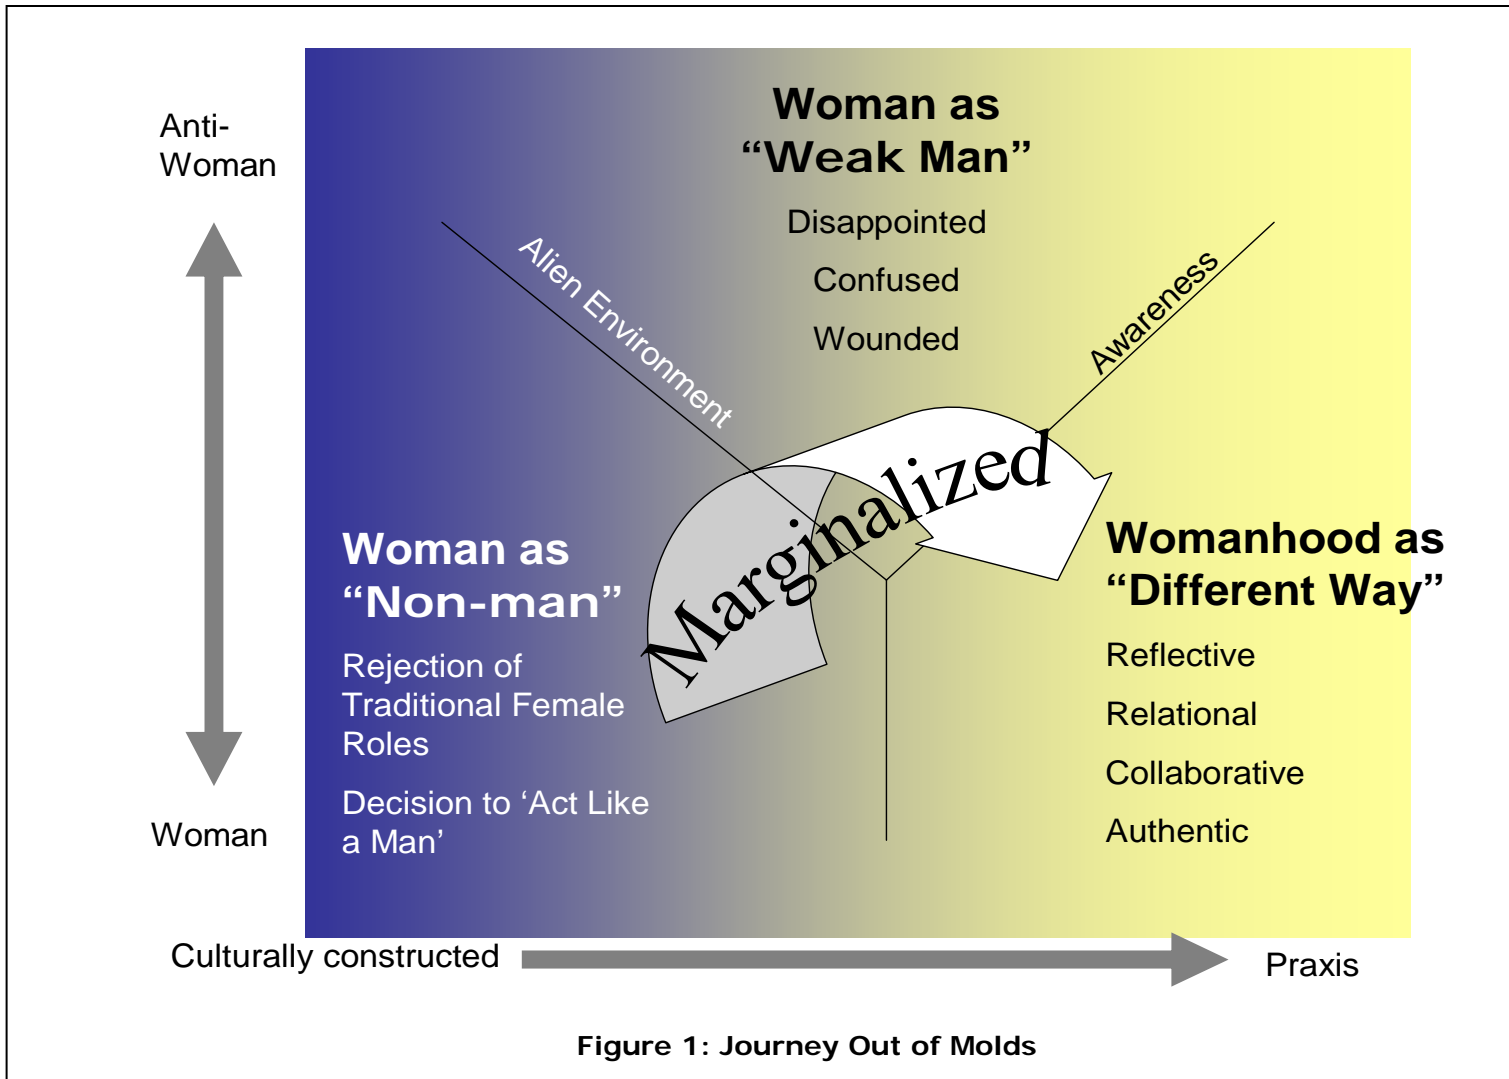 Anti-
Woman
Woman as
“Weak Man”
Disappointed
Confused
Wounded
Alien Environment
Awareness
Marginalized
Woman as
“Non-man”
Rejection of
Traditional Female
Roles
Decision to ‘Act Like
a Man’
Womanhood as
“Different Way”
Reflective
Relational
Collaborative
Authentic
Woman
Culturally constructed
Praxis
Figure 1: Journey Out of Molds